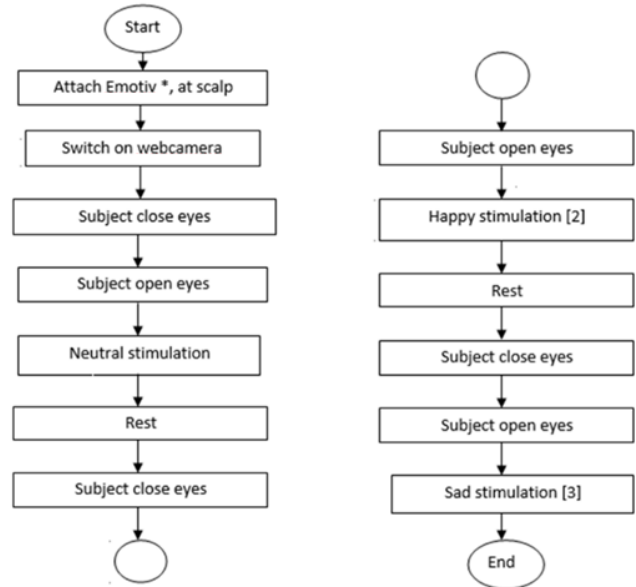 Start
Attach Emotiv *, at scalp
Switch on webcamera
Subject close eyes
Subject open eyes
Neutral stimulation
Rest
Subject close eyes
Subject open eyes
Happy stimulation [2]
Rest
Subject close eyes
Subject open eyes
Sad stimulation [3]
End